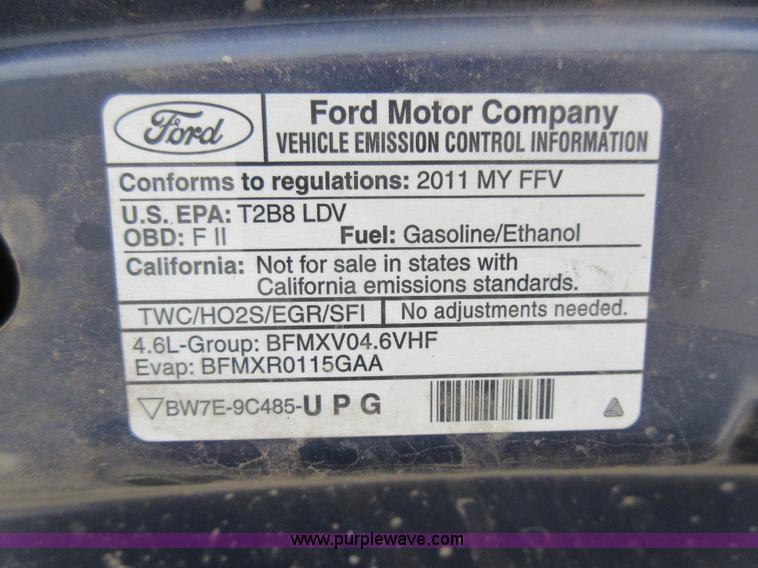 Ford
Ford Motor Company
VEHICLE EMISSION CONTROL INFORMATION
Conforms to regulations: 2011 MY FFV
U.S. EPA: T2B8 LDV
OBD: F II Fuel: Gasoline/Ethanol
California: Not for sale in states with
California emissions standards.
TWC/HO2S/EGR/SFI No adjustments needed.
4.6L-Group: BFMXV04.6VHF
Evap: BFMXR0115GAA
▽BW7E-9C485-U P G
www.purplewave.com